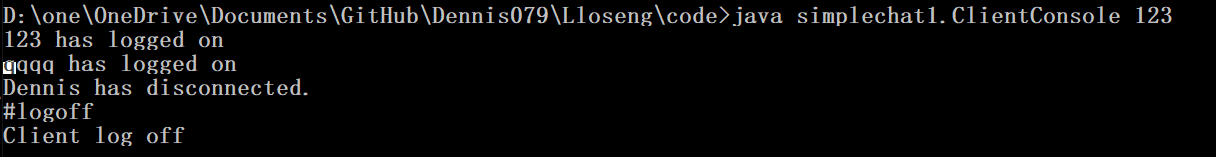 D:\one\OneDrive\Documents\GitHub\Dennis079\Lloseng\code>java simplechat1.ClientConsole 123
123 has logged on
qqqq has logged on
Dennis has disconnected.
#logoff
Client log off